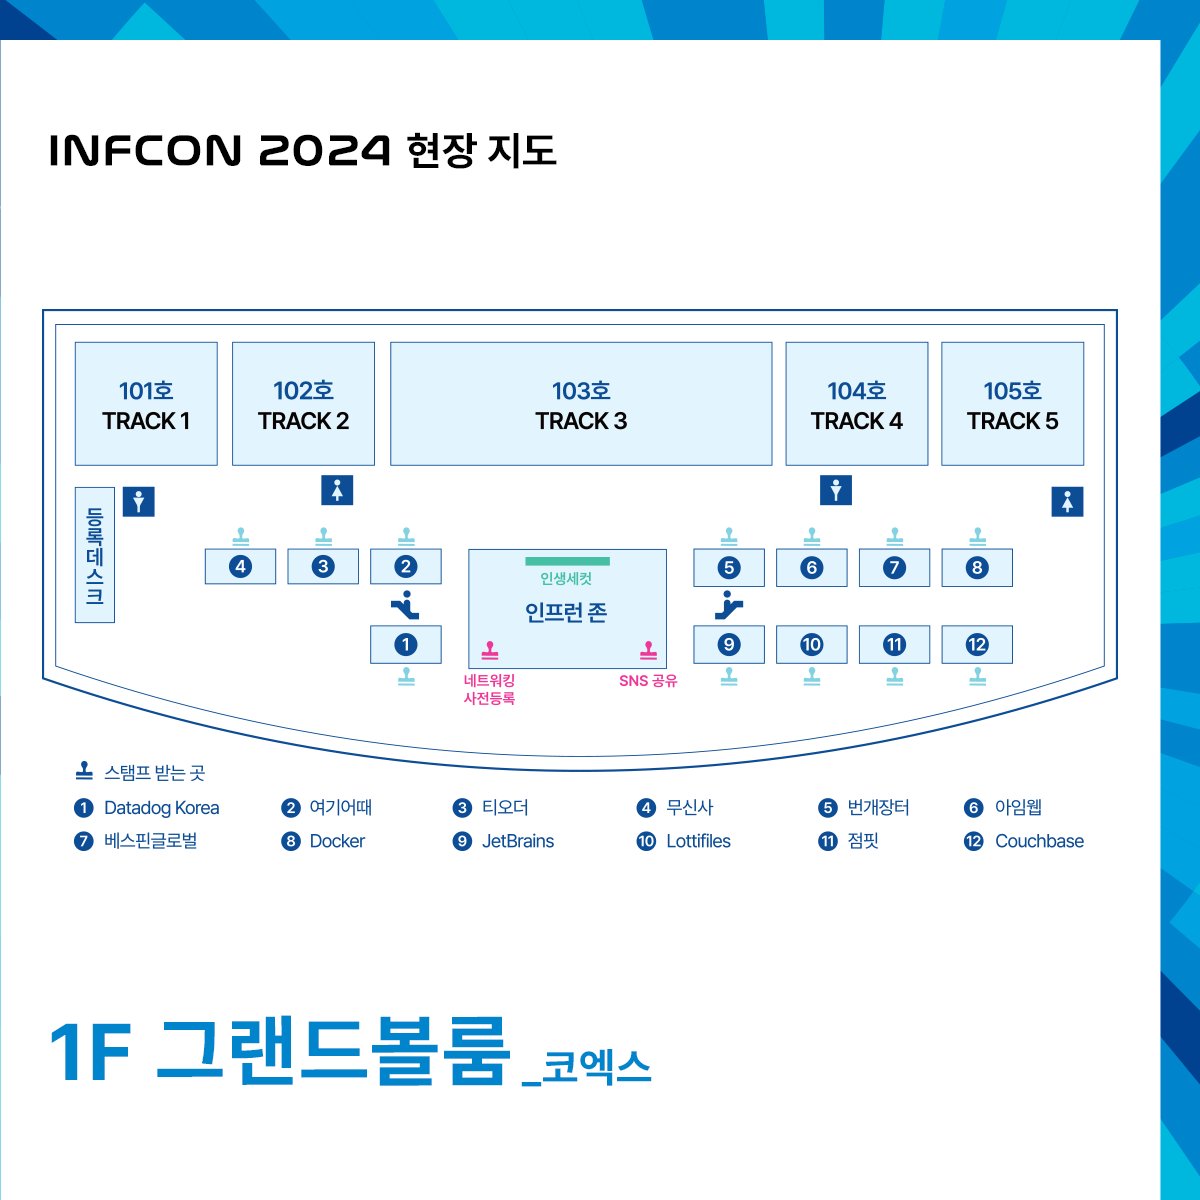 INFCON 2024 현장 지도
101호
TRACK 1
102호
TRACK 2
103호
TRACK 3
104호
TRACK 4
105호
TRACK 5
등록데스크
4
3
2
1
인생세컷
인프런 존
네트워킹
사전등록
SNS 공유
5
6
7
8
9
10
11
12
스탬프 받는 곳
1 Datadog Korea
2 여기어때
3 티오더
4 무신사
5 번개장터
6 아임웹
7 베스핀글로벌
8 Docker
9 JetBrains
10 Lottifiles
11 점핏
12 Couchbase
1F 그랜드볼룸_코엑스